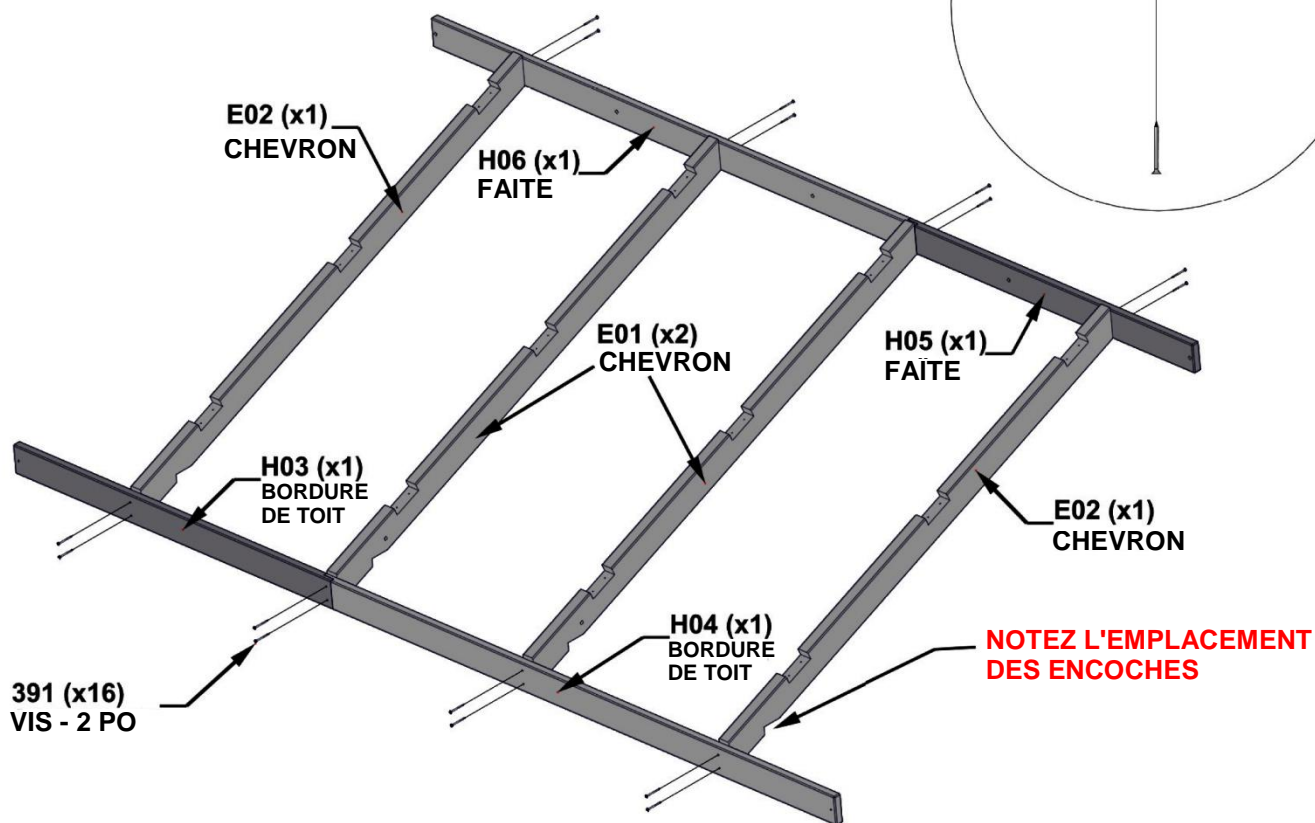 E02 (x1)
CHEVRON
H06 (x1)
FAITE
E01 (x2)
CHEVRON
H05 (x1)
FAÎTE
H03 (x1)
BORDURE
DE TOIT
E02 (x1)
CHEVRON
H04 (x1)
BORDURE
DE TOIT
NOTEZ L'EMPLACEMENT
DES ENCOCHES
391 (x16)
VIS - 2 PO